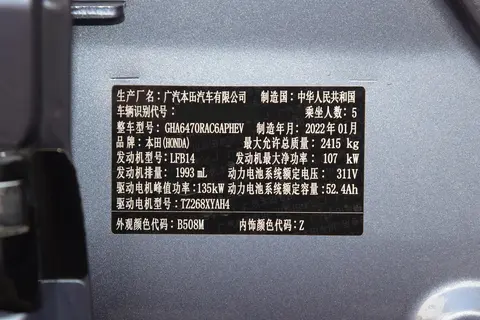 生产厂名：广汽本田汽车有限公司 制造国：中华人民共和国
车辆识别代号： 乘坐人数：5
整车型号：GHA6470RAC6APHEV 制造年月：2022年01月
品牌：本田(HONDA) 最大允许总质量：2415 kg
发动机型号：LFB14 发动机最大净功率：107 kW
发动机排量：1993 mL 动力电池系统额定电压：311V
驱动电机峰值功率：135kW 动力电池系统额定容量：52.4Ah
驱动电机型号：TZ268XYAH4
外观颜色代码：B508M 内饰颜色代码：Z